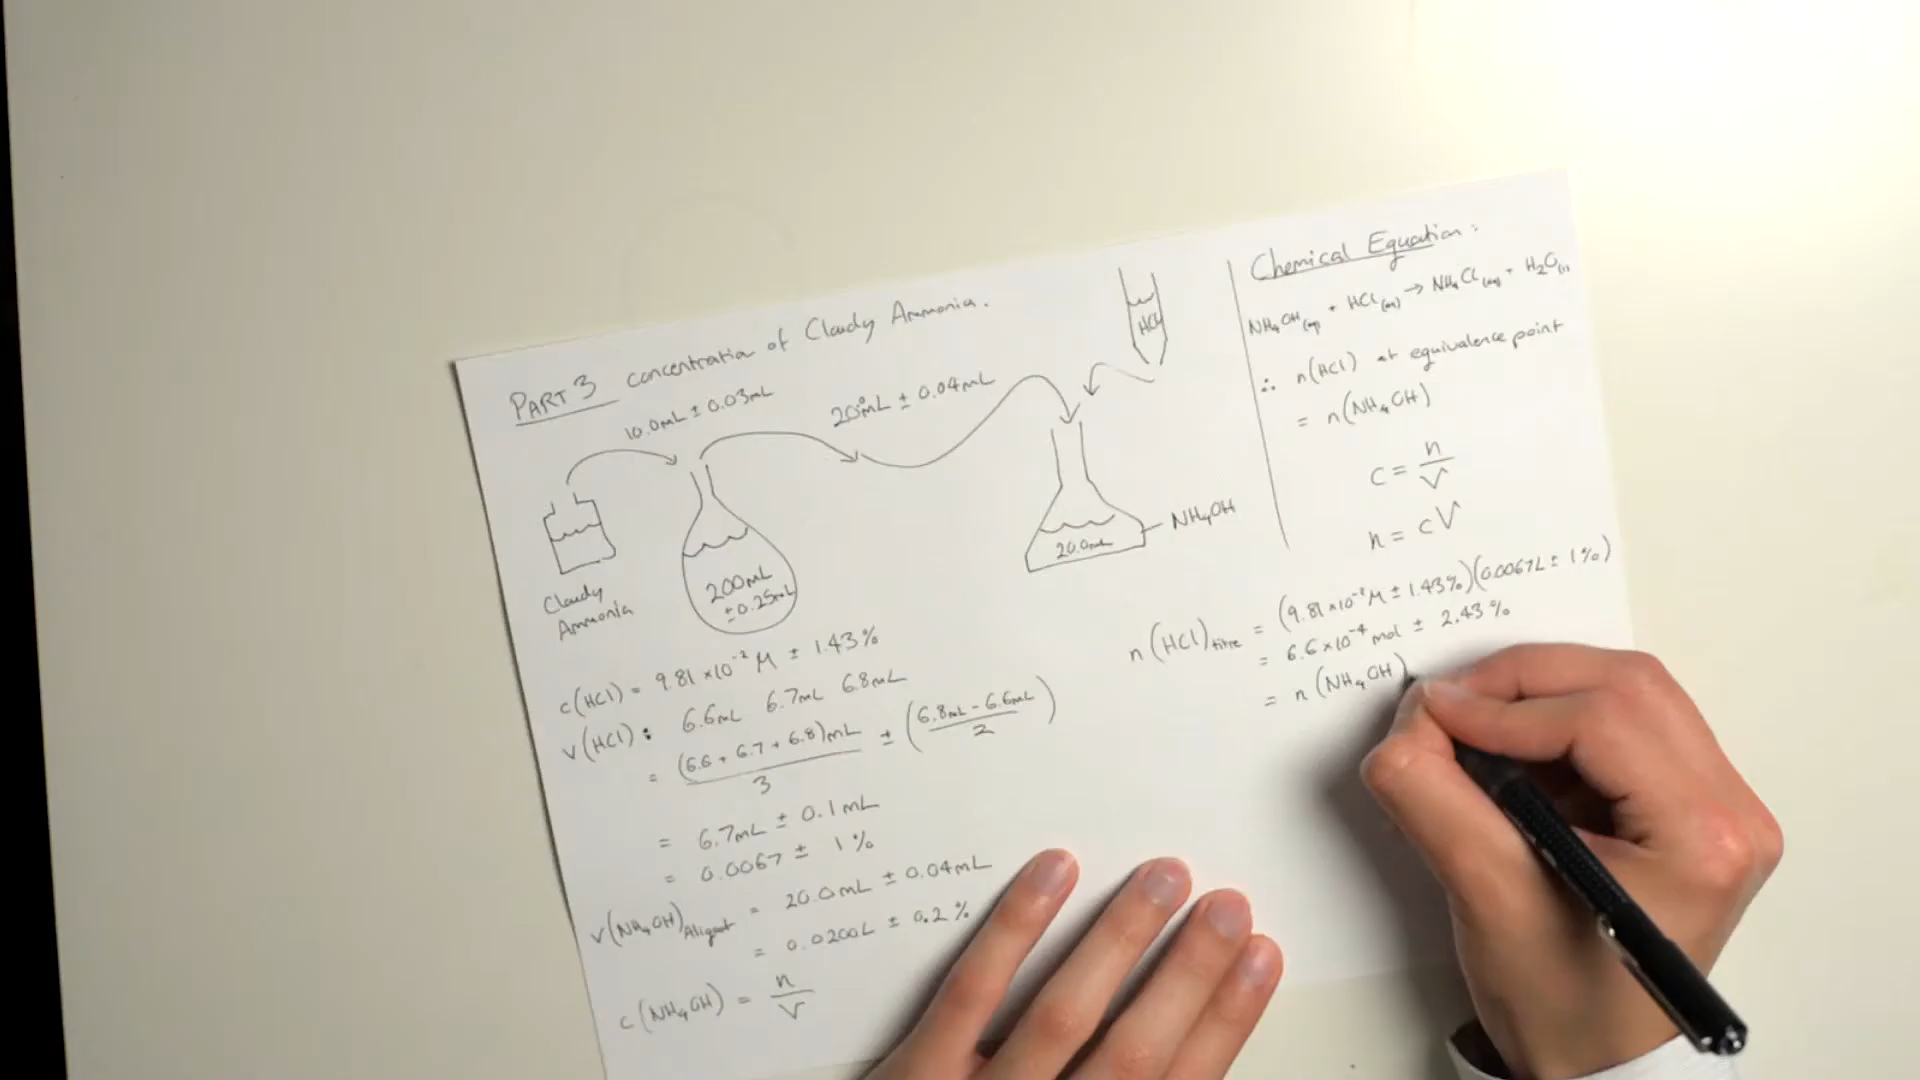 PART 3 concentration of Cloudy Ammonia.
10.0mL ± 0.03mL
20.0mL ± 0.04mL
HCl
Cloudy
Ammonia
200mL
± 0.25mL
20.0mL
NH₄OH
c(HCl) = 9.81 ×10⁻² M ± 1.43%
V(HCl): 6.6mL 6.7mL 6.8mL
= (6.6 + 6.7 + 6.8)mL / 3 ± (6.8mL - 6.6mL / 2)
= 6.7mL ± 0.1mL
= 0.0067 ± 1%
V(NH₄OH)Aliquot = 20.0mL ± 0.04mL
= 0.0200L ± 0.2%
c(NH₄OH) = n / V
Chemical Equation:
NH₄OH(aq) + HCl(aq) → NH₄Cl(aq) + H₂O(l)
∴ n(HCl) at equivalence point
= n(NH₄OH)
C = n / V
n = cV
n(HCl)titre = (9.81×10⁻²M ± 1.43%)(0.0067L ± 1%)
= 6.6×10⁻⁴ mol ± 2.43%
= n(NH₄OH)